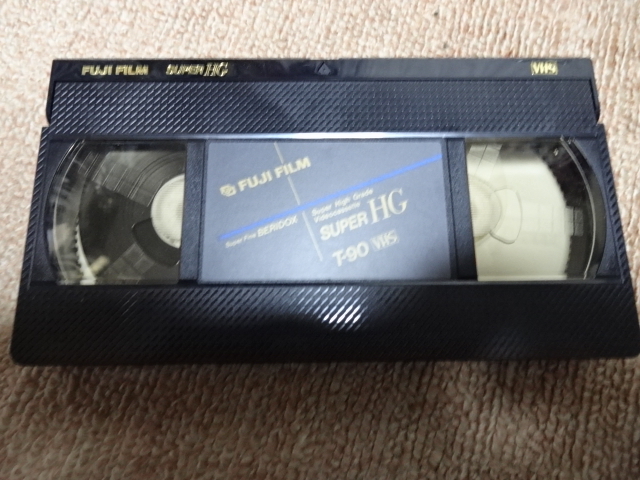 FUJI FILM SUPER HG VHS
FUJI FILM
Super Fine BERIDOX
Super High Grade
Videocassette
SUPER HG
T-90 VHS